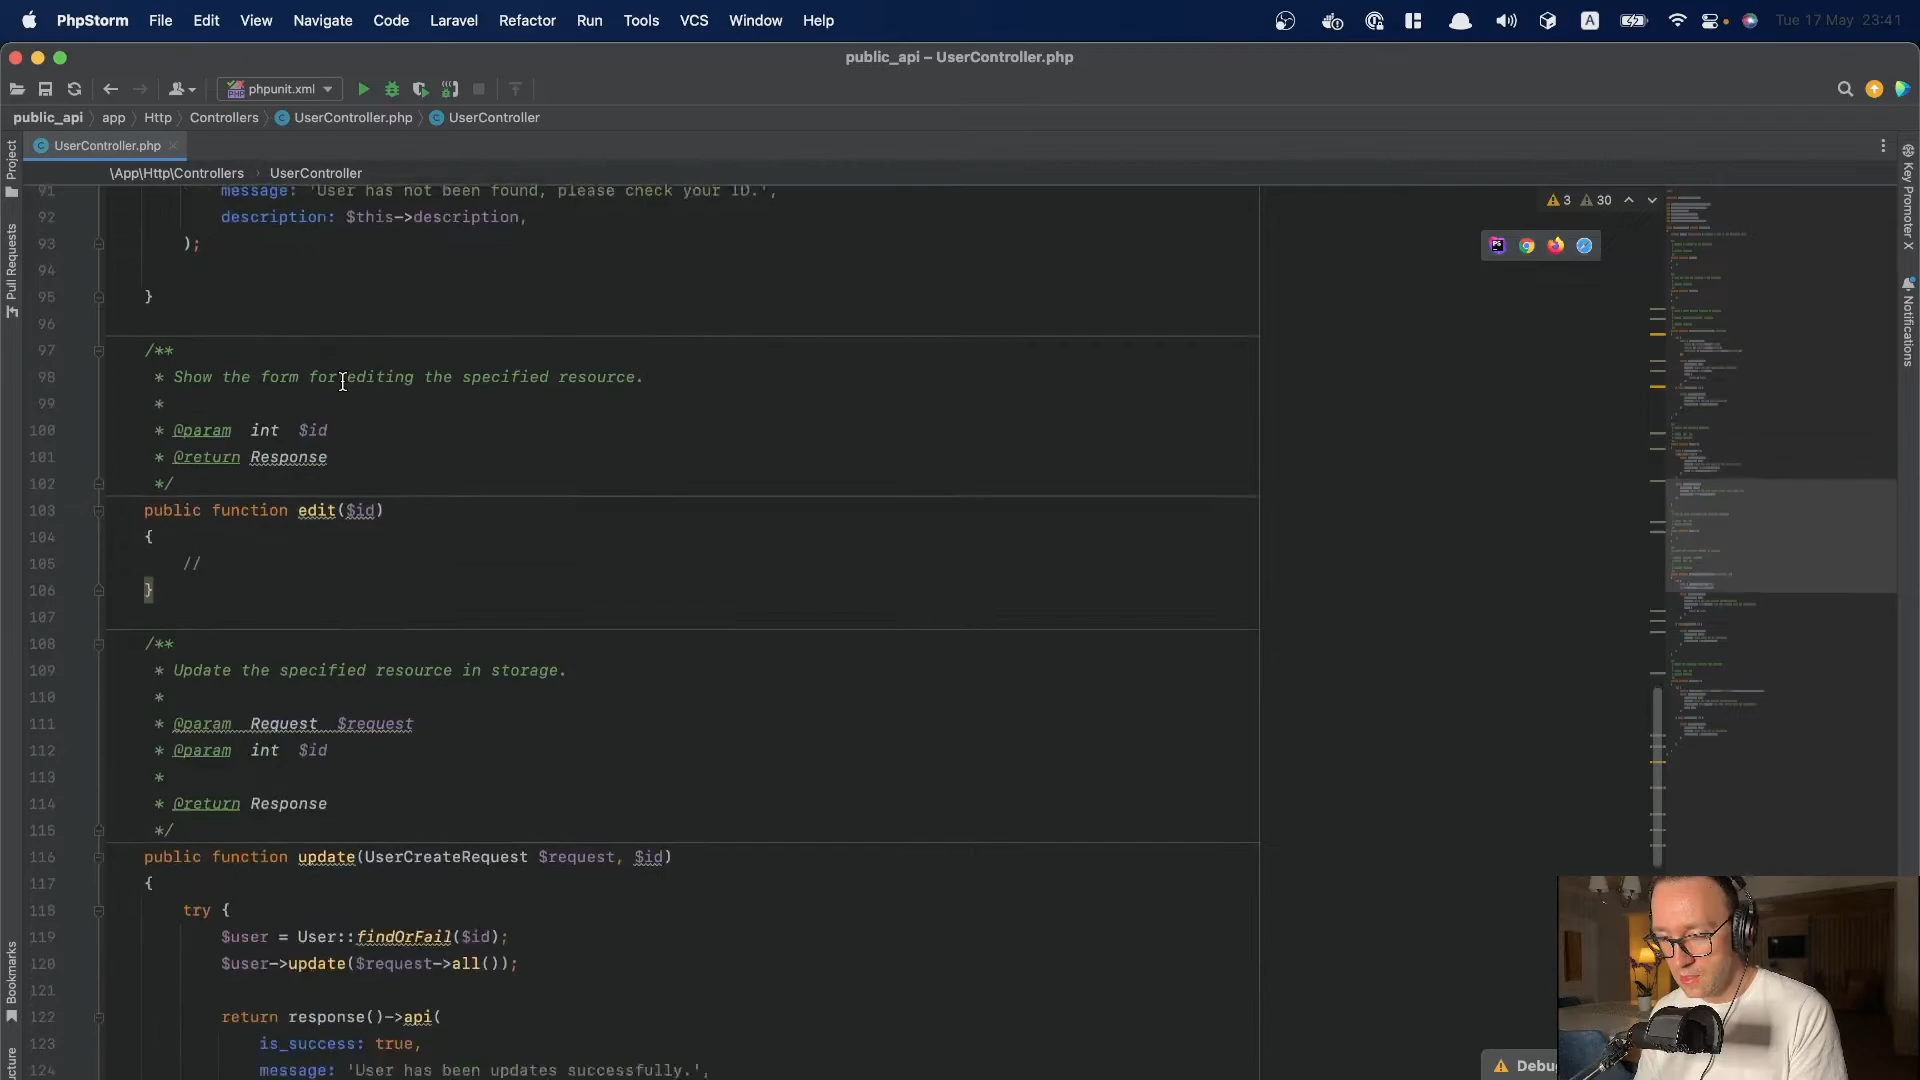 PhpStorm File Edit View Navigate Code Laravel Refactor Run Tools VCS Window Help A Tue 17 May 23:41
public_api – UserController.php
phpunit.xml
public_api app Http Controllers UserController.php UserController
UserController.php
\App\Http\Controllers UserController
Project
Pull Requests
Bookmarks
Key Promoter X
Notifications
3 30
91 message: 'User has not been found, please check your ID.',
92 description: $this->description,
93 );
94
95 }
96
97 /**
98 * Show the form for editing the specified resource.
99 *
100 * @param int $id
101 * @return Response
102 */
103 public function edit($id)
104 {
105 //
106 }
107
108 /**
109 * Update the specified resource in storage.
110 *
111 * @param Request $request
112 * @param int $id
113 *
114 * @return Response
115 */
116 public function update(UserCreateRequest $request, $id)
117 {
118 try {
119 $user = User::findOrFail($id);
120 $user->update($request->all());
121
122 return response()->api(
123 is_success: true,
124 message: 'User has been updates successfully.',
Debu